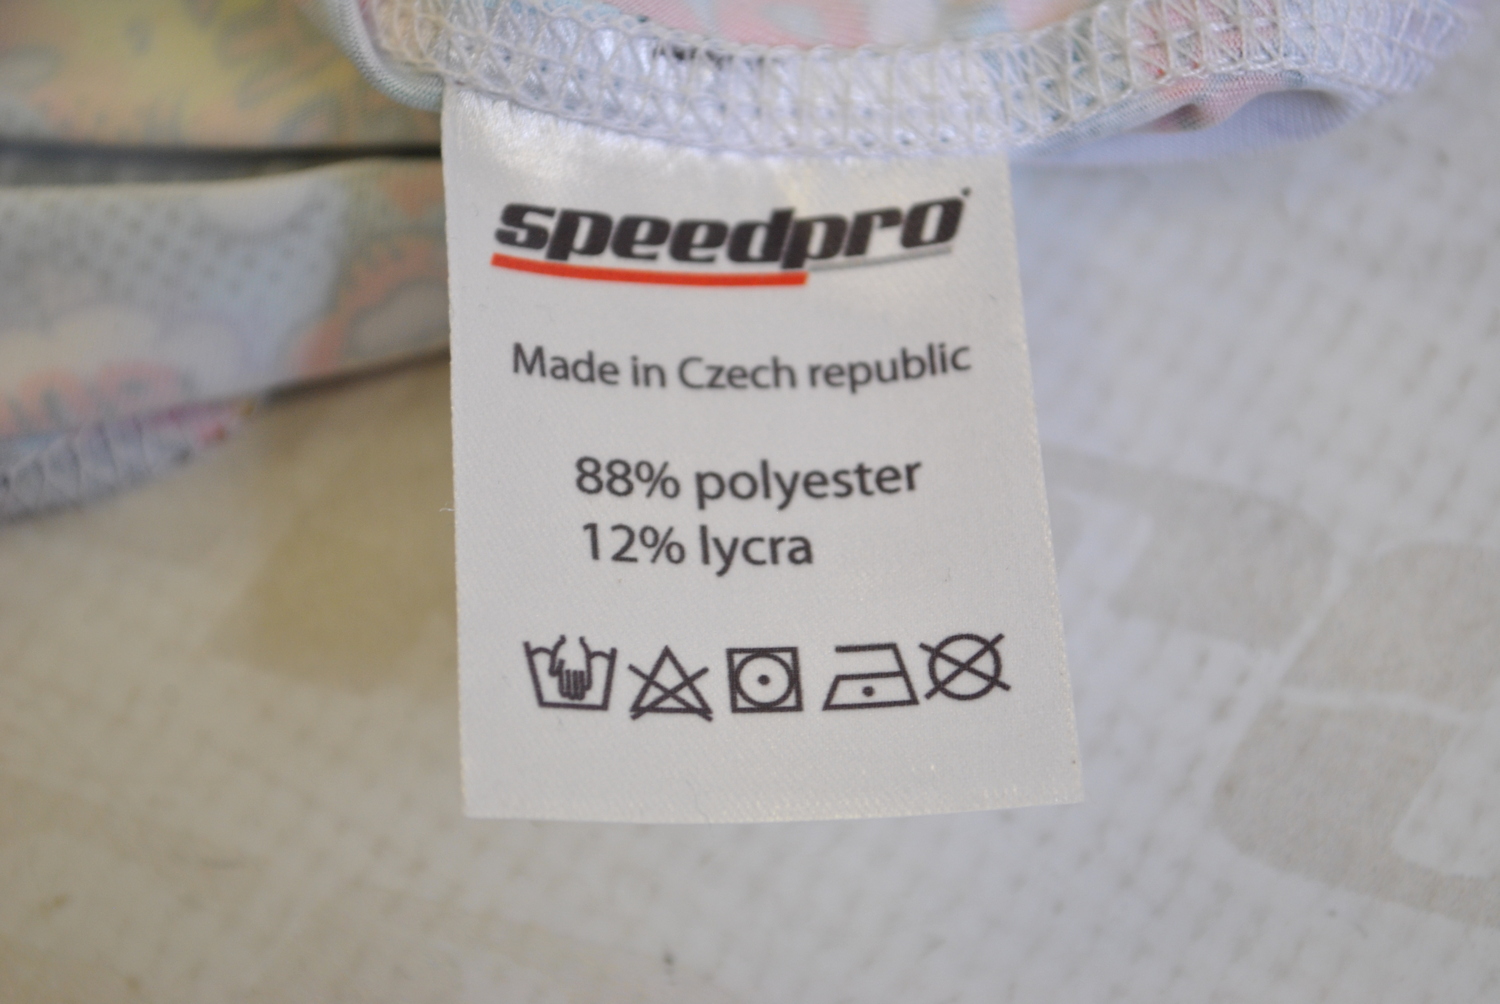 speedpro
Made in Czech republic
88% polyester
12% lycra